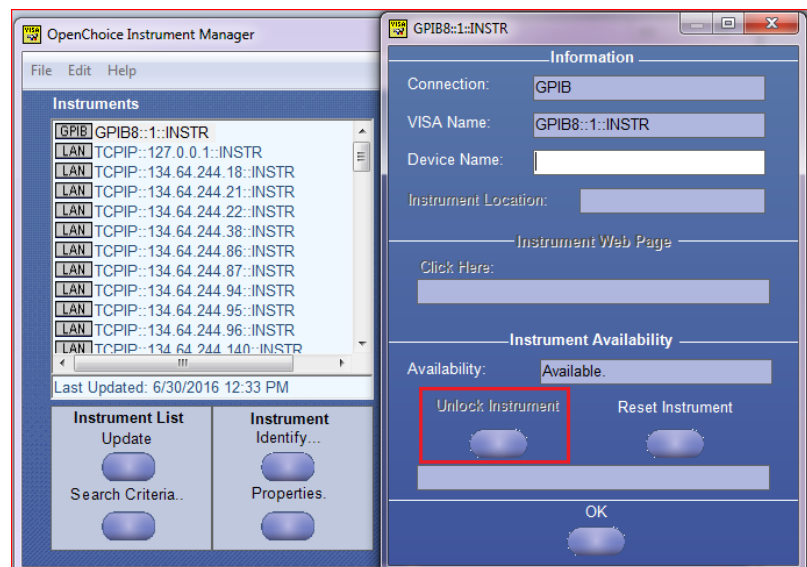 OpenChoice Instrument Manager
File Edit Help
Instruments
GPIB GPIB8::1::INSTR
LAN TCPIP::127.0.0.1::INSTR
LAN TCPIP::134.64.244.18::INSTR
LAN TCPIP::134.64.244.21::INSTR
LAN TCPIP::134.64.244.22::INSTR
LAN TCPIP::134.64.244.38::INSTR
LAN TCPIP::134.64.244.86::INSTR
LAN TCPIP::134.64.244.87::INSTR
LAN TCPIP::134.64.244.94::INSTR
LAN TCPIP::134.64.244.95::INSTR
LAN TCPIP::134.64.244.96::INSTR
LAN TCPIP::134.64.244.140::INSTR
Last Updated: 6/30/2016 12:33 PM
Instrument List
Update
Search Criteria..
Instrument
Identify...
Properties.
GPIB8::1::INSTR
Information
Connection: GPIB
VISA Name: GPIB8::1::INSTR
Device Name:
Instrument Location:
Instrument Web Page
Click Here:
Instrument Availability
Availability: Available.
Unlock Instrument Reset Instrument
OK